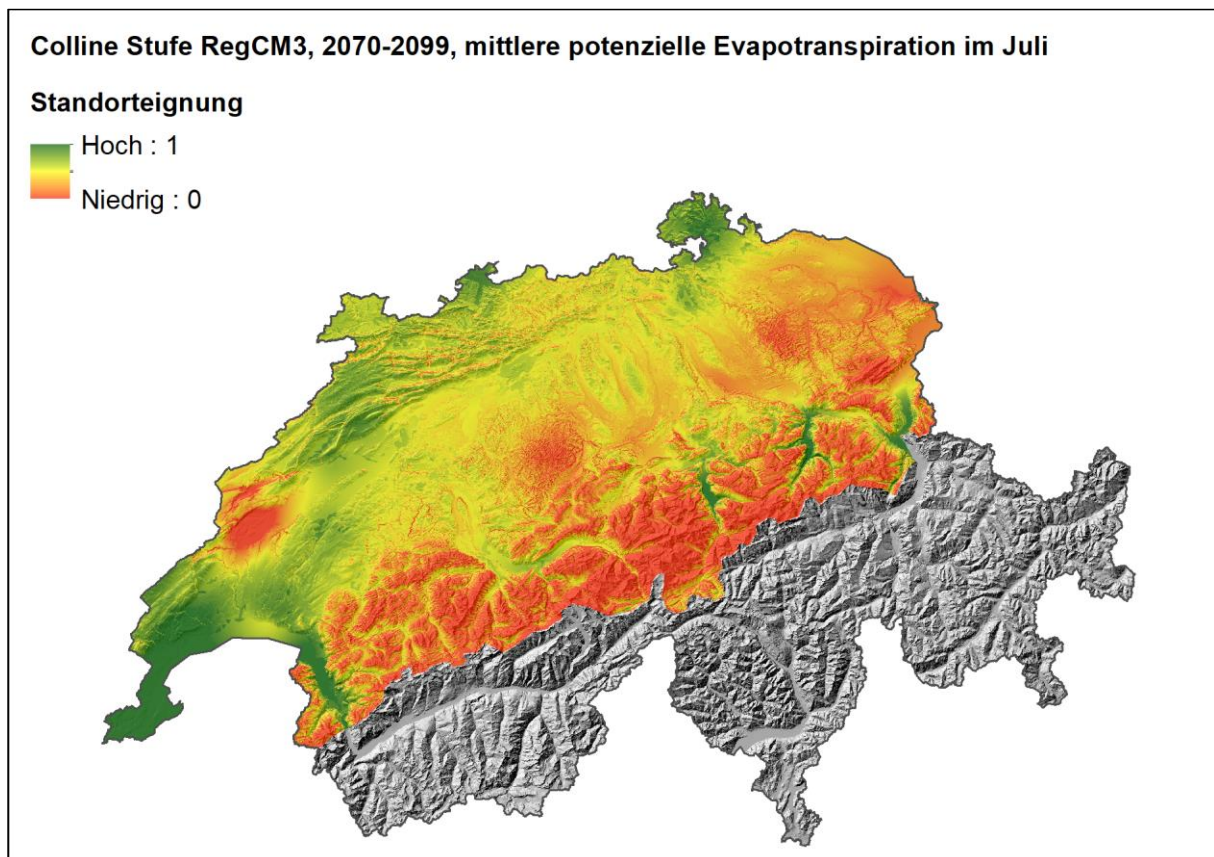 Colline Stufe RegCM3, 2070-2099, mittlere potenzielle Evapotranspiration im Juli
Standorteignung
Hoch : 1
Niedrig : 0